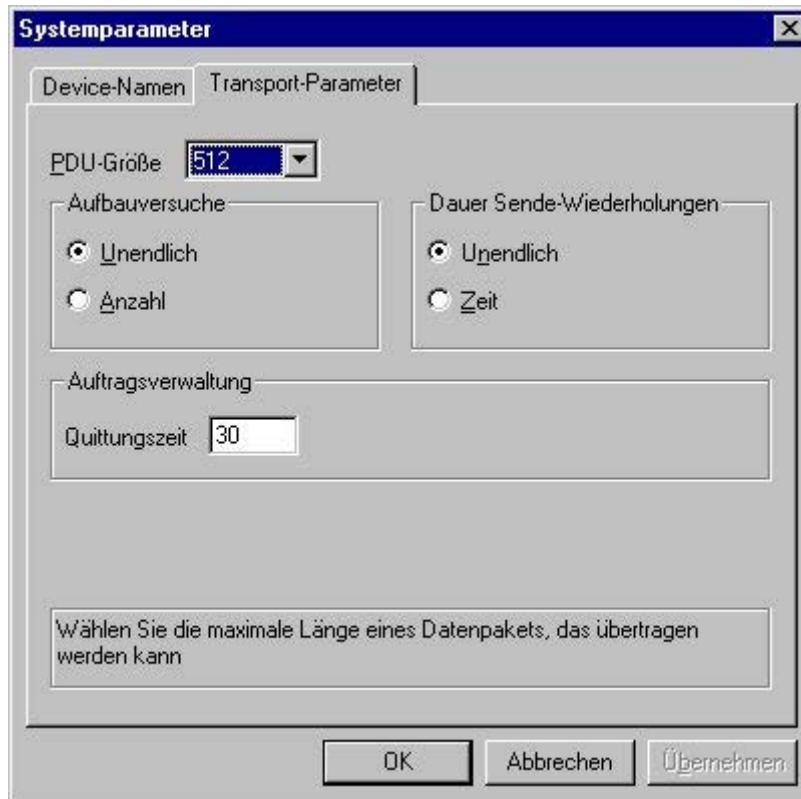 Systemparameter
Device-Namen Transport-Parameter
PDU-Größe 512
Aufbauversuche
Unendlich
Anzahl
Dauer Sende-Wiederholungen
Unendlich
Zeit
Auftragsverwaltung
Quittungszeit 30
Wählen Sie die maximale Länge eines Datenpakets, das übertragen
werden kann
OK Abbrechen Übernehmen